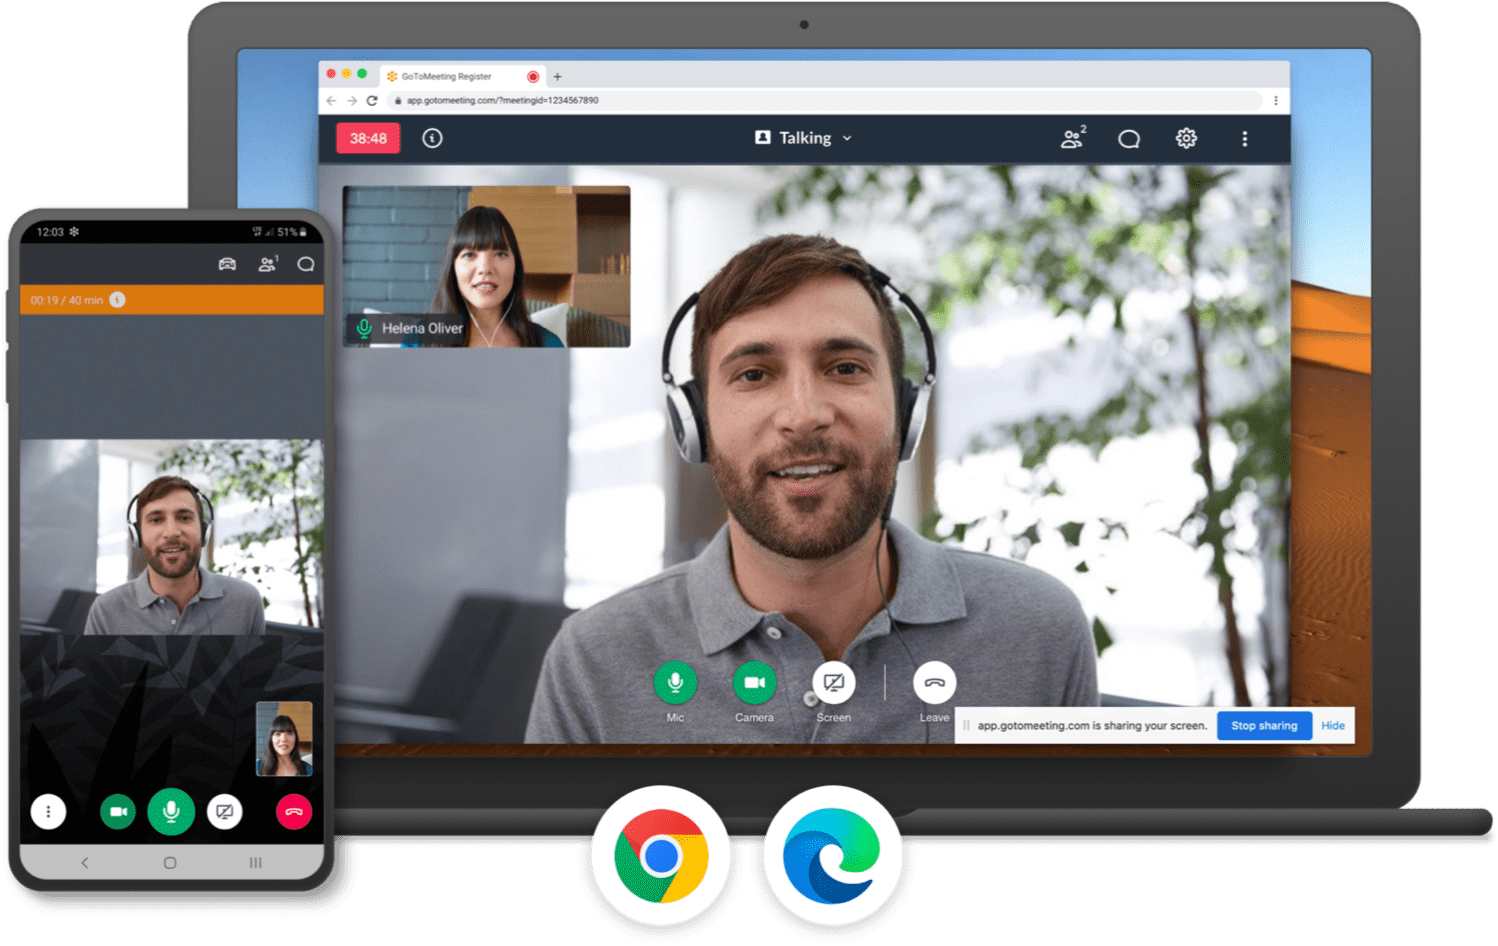 GoToMeeting Register
app.gotomeeting.com/?meetingid=1234567890
38:48
Talking
2
Helena Oliver
Mic
Camera
Screen
Leave
app.gotomeeting.com is sharing your screen.
Stop sharing
Hide
12:03
LTE
51%
1
00:19 / 40 min